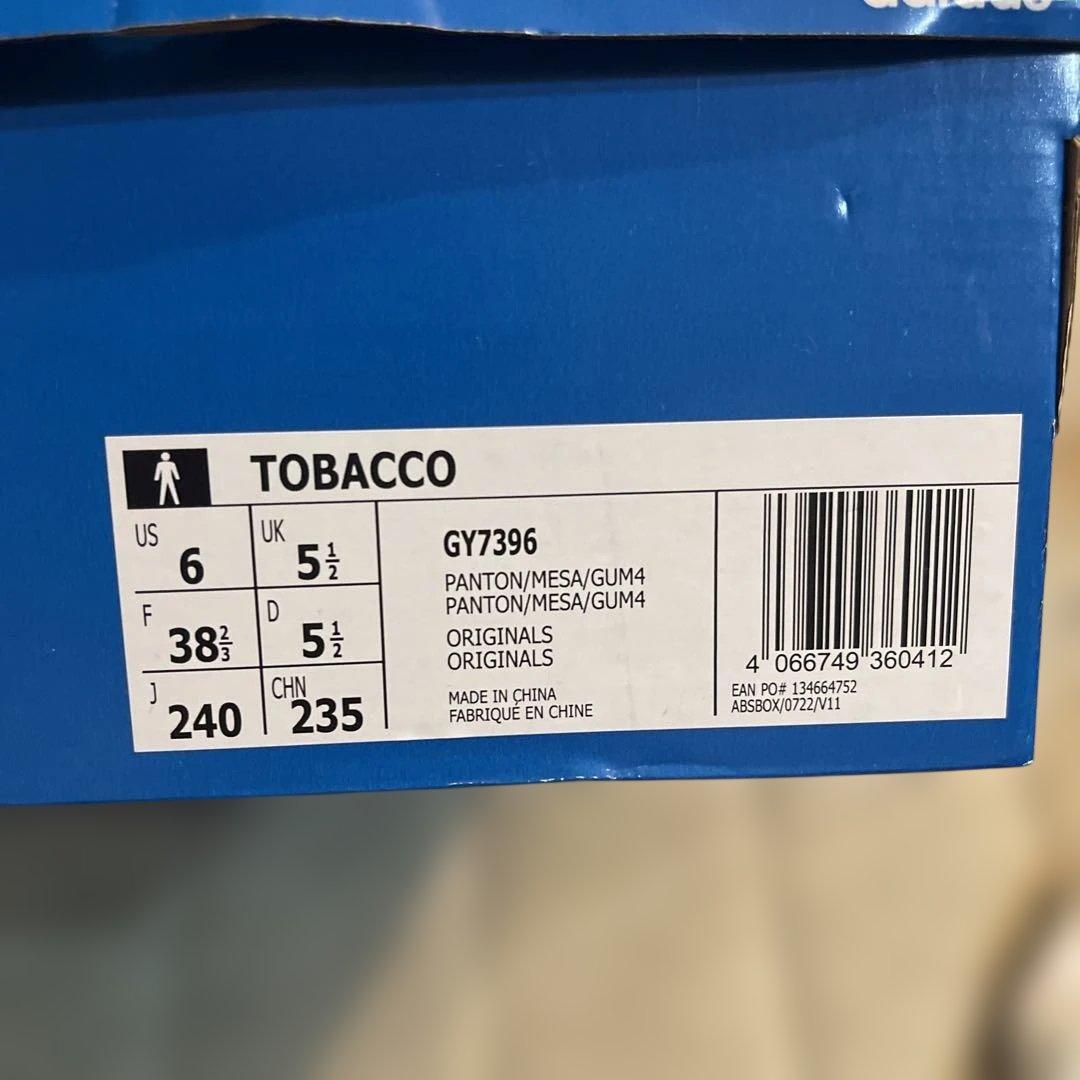 adidas
TOBACCO
US 6
UK 5 1/2
F 38 2/3
D 5 1/2
J 240
CHN 235
GY7396
PANTON/MESA/GUM4
PANTON/MESA/GUM4
ORIGINALS
ORIGINALS
MADE IN CHINA
FABRIQUÉ EN CHINE
4 066749 360412
EAN PO# 134664752
ABSBOX/0722/V11